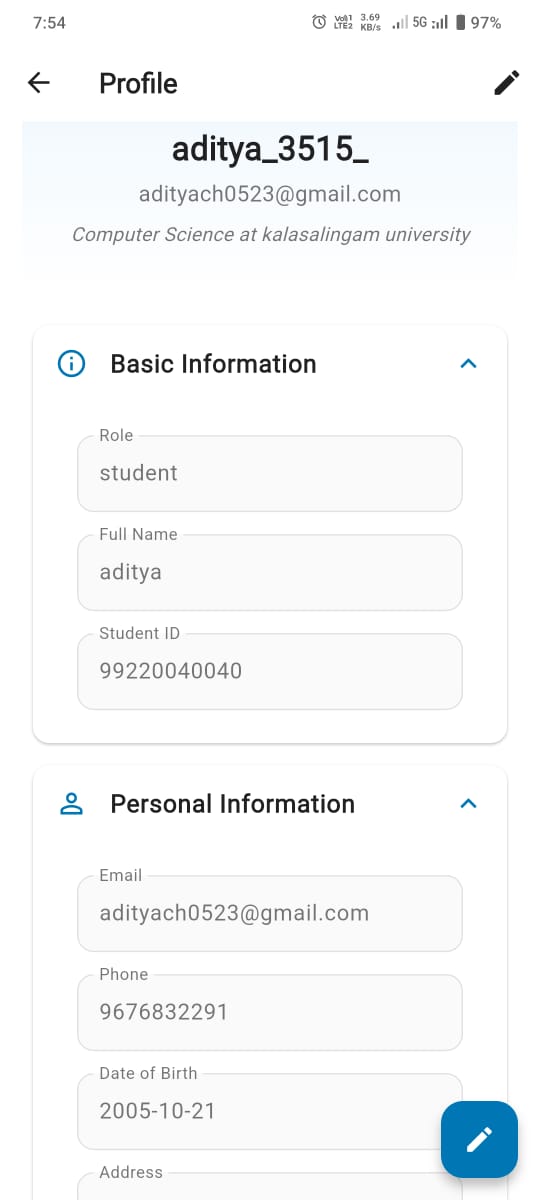 7:54
Vo)) 1 LTE2 3.69 KB/s 5G 97%
Profile
aditya_3515_
adityach0523@gmail.com
Computer Science at kalasalingam university
Basic Information
Role
student
Full Name
aditya
Student ID
99220040040
Personal Information
Email
adityach0523@gmail.com
Phone
9676832291
Date of Birth
2005-10-21
Address